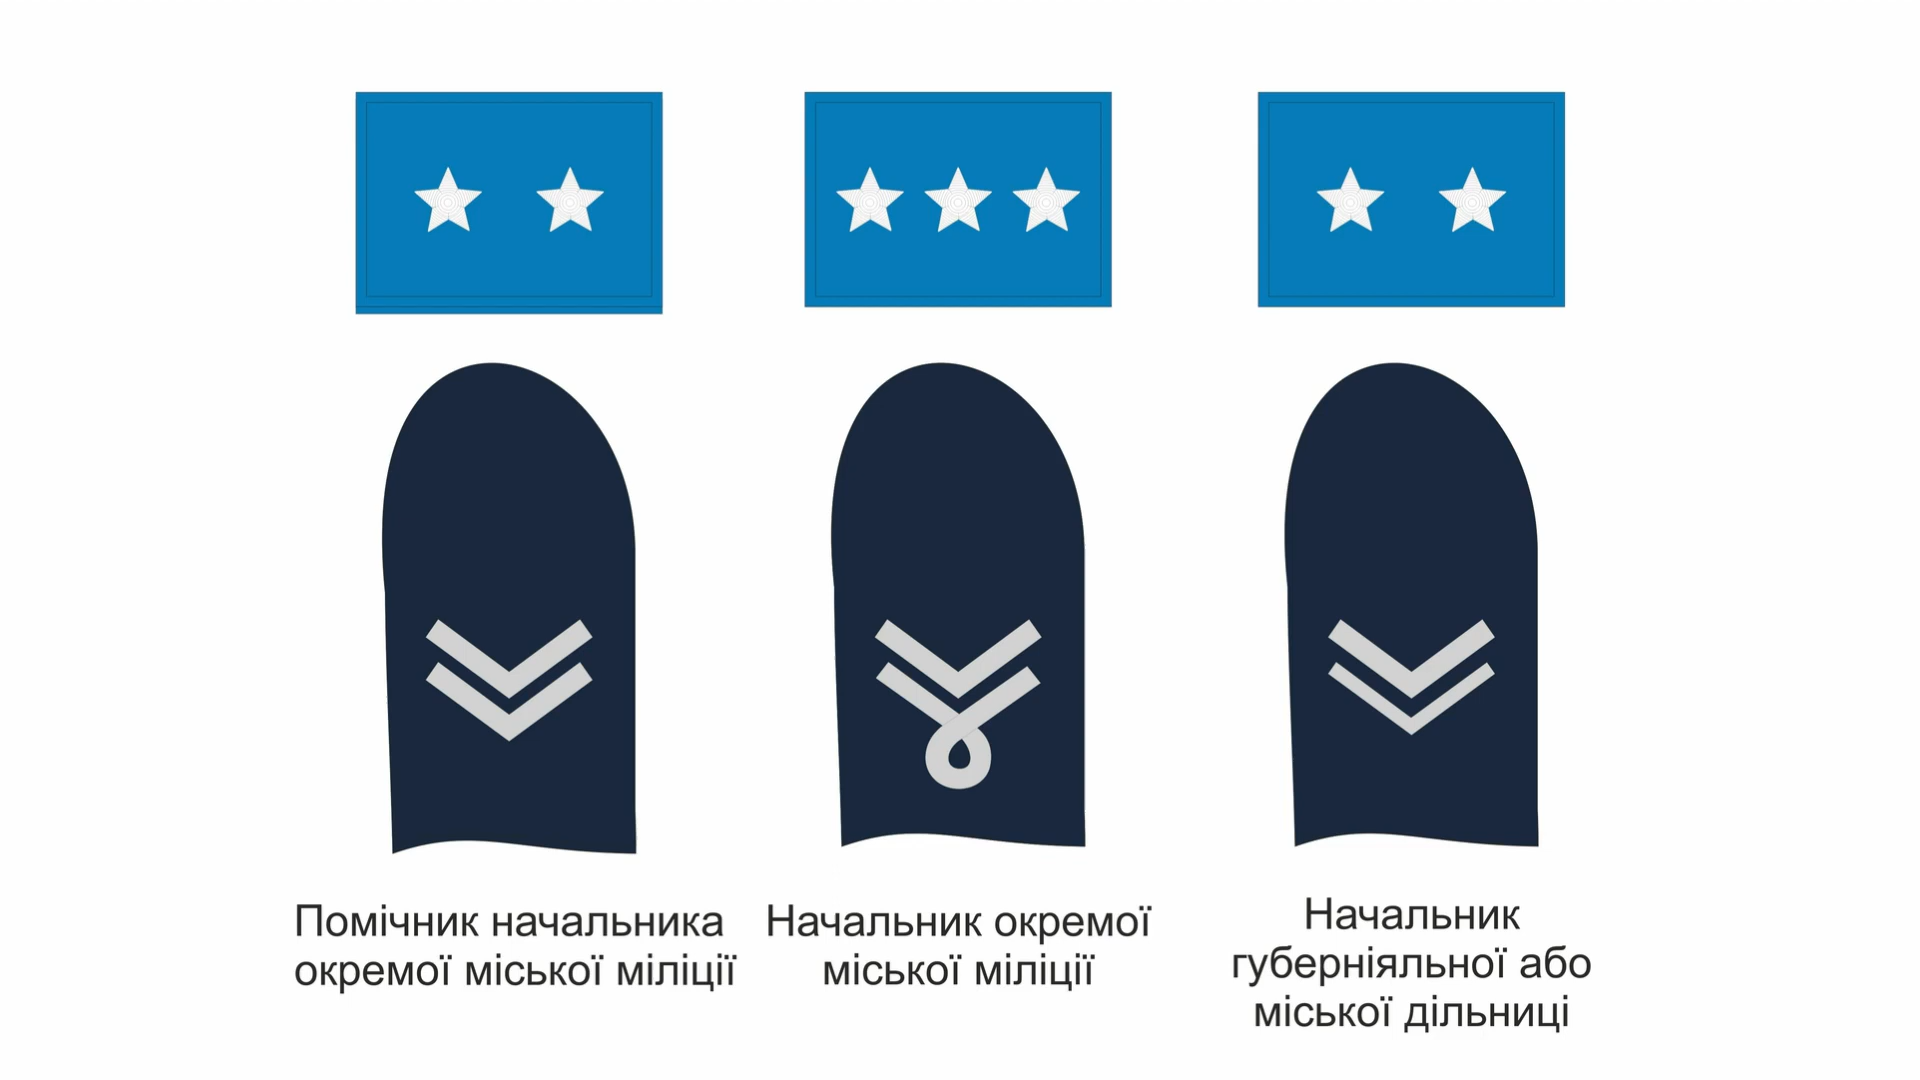 Помічник начальника
окремої міської міліції
Начальник окремої
міської міліції
Начальник
губерніяльної або
міської дільниці